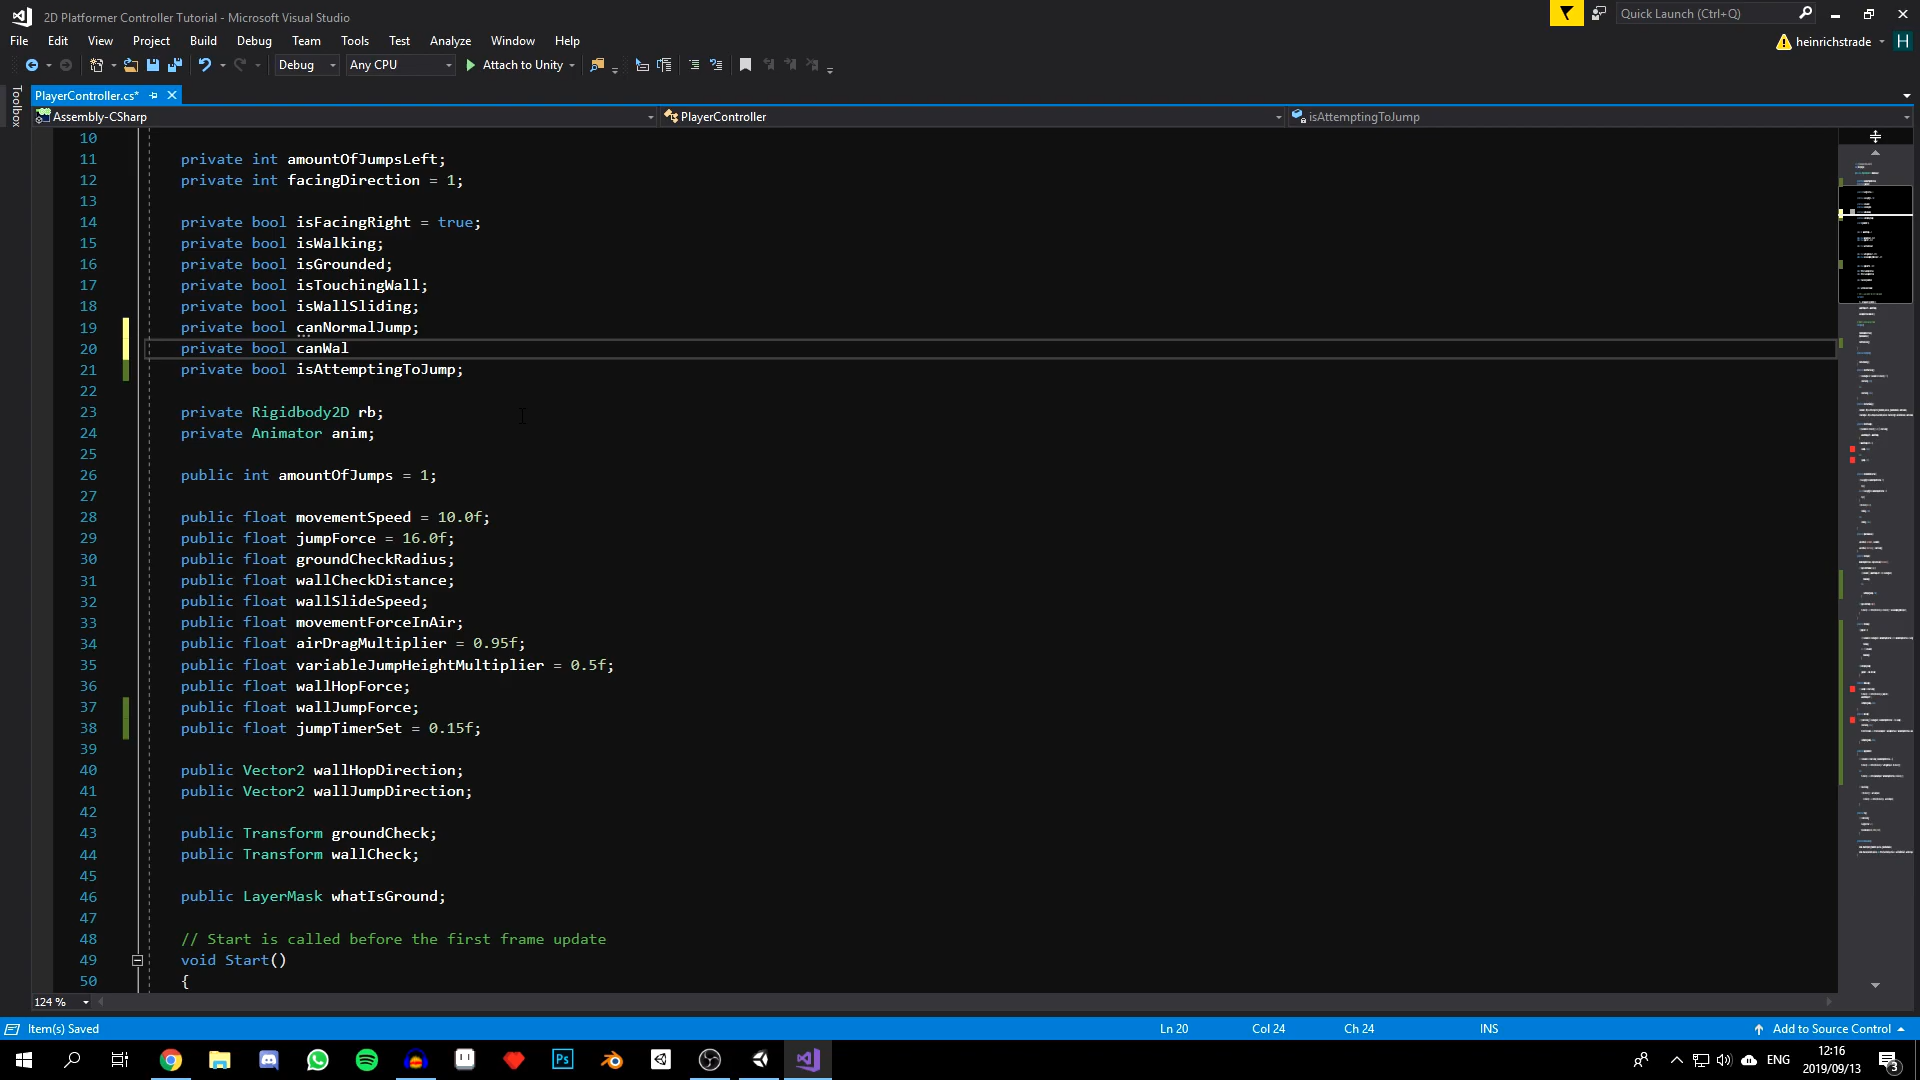 2D Platformer Controller Tutorial - Microsoft Visual Studio
Quick Launch (Ctrl+Q)
File Edit View Project Build Debug Team Tools Test Analyze Window Help
heinrichstrade H
Debug Any CPU Attach to Unity
Toolbox
PlayerController.cs*
Assembly-CSharp PlayerController isAttemptingToJump
10
11 private int amountOfJumpsLeft;
12 private int facingDirection = 1;
13
14 private bool isFacingRight = true;
15 private bool isWalking;
16 private bool isGrounded;
17 private bool isTouchingWall;
18 private bool isWallSliding;
19 private bool canNormalJump;
20 private bool canWal
21 private bool isAttemptingToJump;
22
23 private Rigidbody2D rb;
24 private Animator anim;
25
26 public int amountOfJumps = 1;
27
28 public float movementSpeed = 10.0f;
29 public float jumpForce = 16.0f;
30 public float groundCheckRadius;
31 public float wallCheckDistance;
32 public float wallSlideSpeed;
33 public float movementForceInAir;
34 public float airDragMultiplier = 0.95f;
35 public float variableJumpHeightMultiplier = 0.5f;
36 public float wallHopForce;
37 public float wallJumpForce;
38 public float jumpTimerSet = 0.15f;
39
40 public Vector2 wallHopDirection;
41 public Vector2 wallJumpDirection;
42
43 public Transform groundCheck;
44 public Transform wallCheck;
45
46 public LayerMask whatIsGround;
47
48 // Start is called before the first frame update
49 void Start()
50 {
124 %
Item(s) Saved Ln 20 Col 24 Ch 24 INS Add to Source Control
Ps ENG 12:16
2019/09/13 3